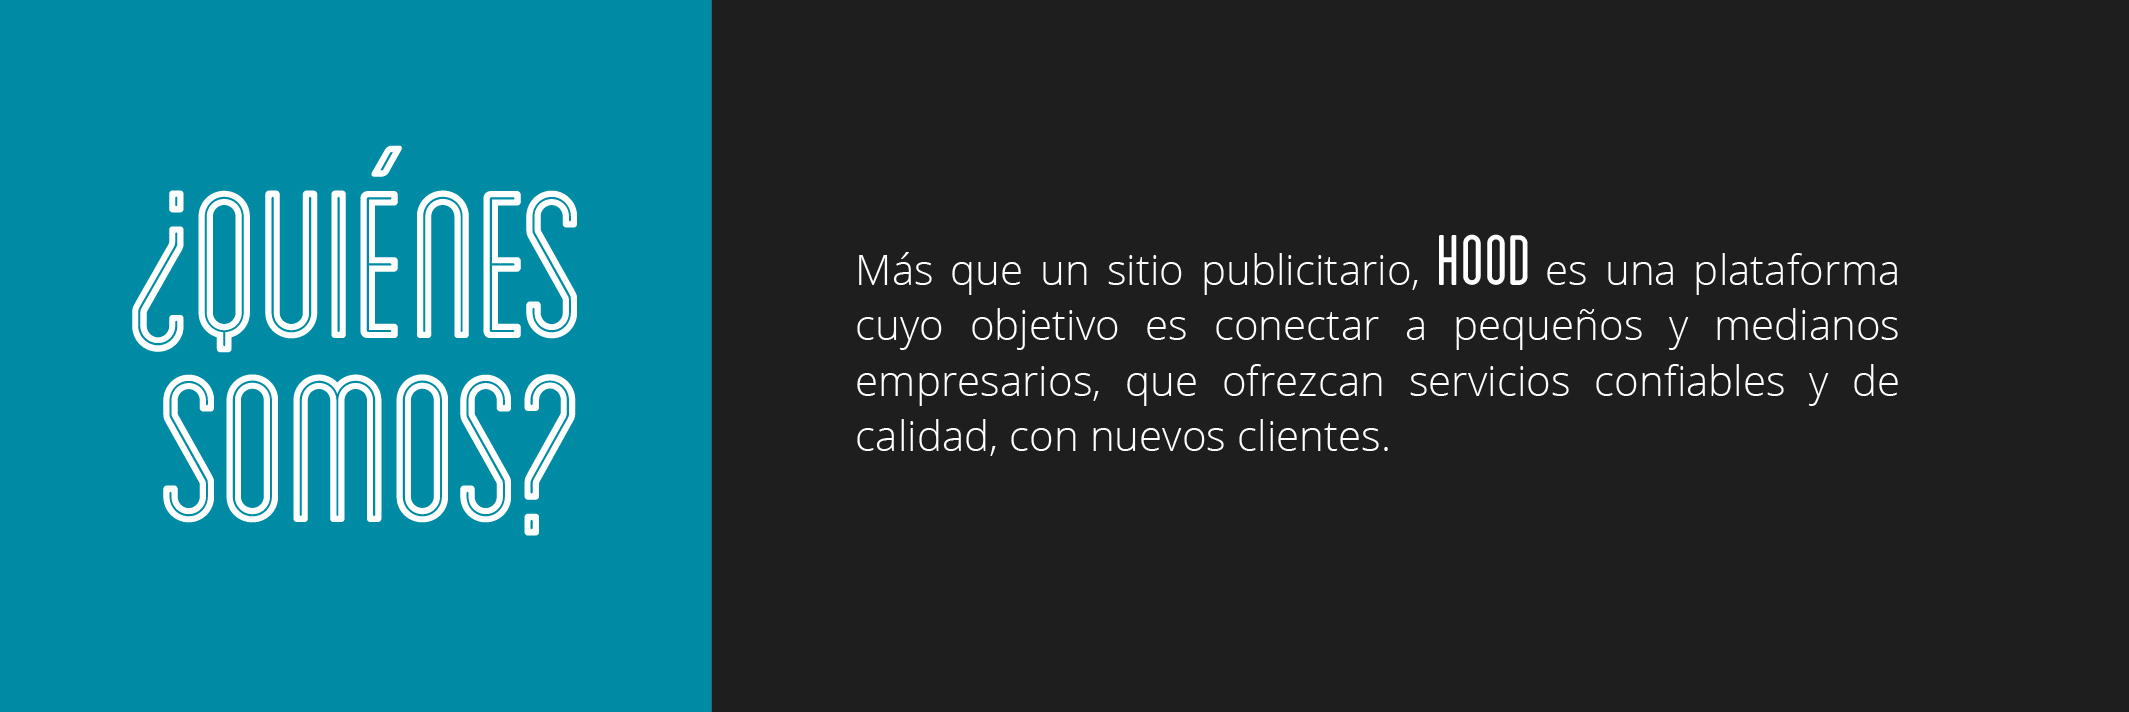 ¿QUIÉNES
SOMOS?
Más que un sitio publicitario, HOOD es una plataforma
cuyo objetivo es conectar a pequeños y medianos
empresarios, que ofrezcan servicios confiables y de
calidad, con nuevos clientes.